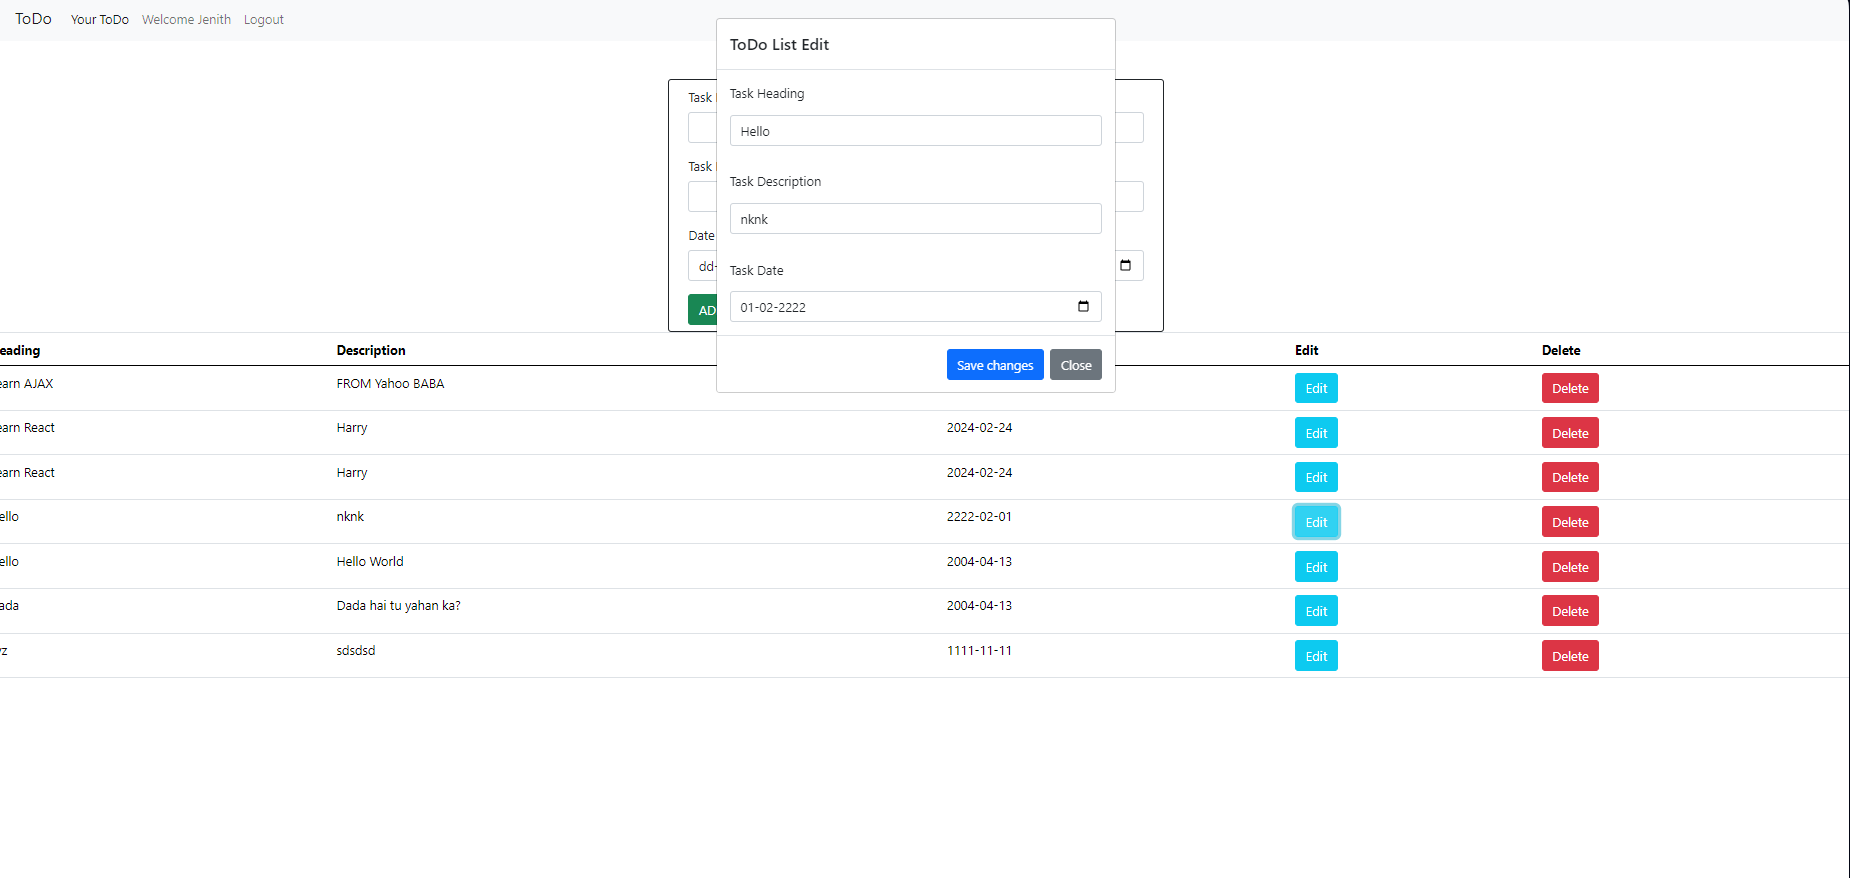 ToDo Your ToDo Welcome Jenith Logout
ToDo List Edit
Task Heading
Hello
Task Description
nknk
Task Date
01-02-2222
Save changes Close
Task
Task
Date
dd-
AD
eading Description Edit Delete
earn AJAX FROM Yahoo BABA Edit Delete
earn React Harry 2024-02-24 Edit Delete
earn React Harry 2024-02-24 Edit Delete
ello nknk 2222-02-01 Edit Delete
ello Hello World 2004-04-13 Edit Delete
ada Dada hai tu yahan ka? 2004-04-13 Edit Delete
yz sdsdsd 1111-11-11 Edit Delete